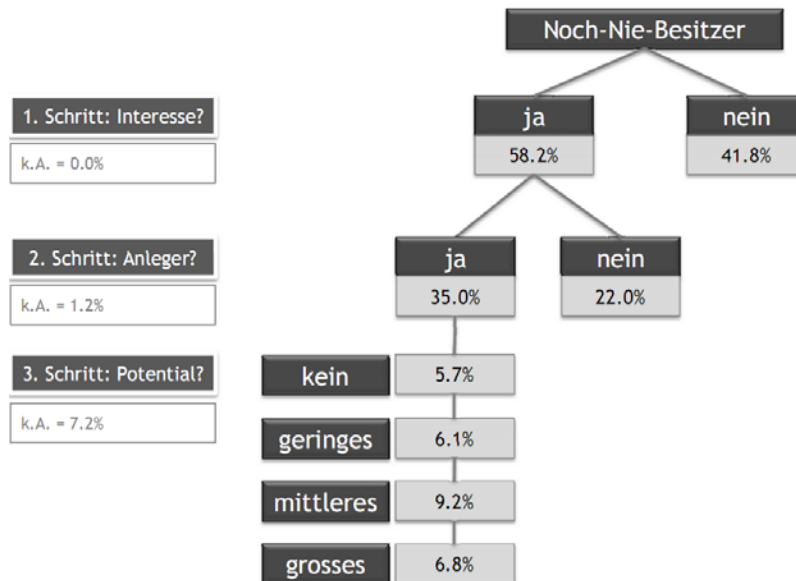 Noch-Nie-Besitzer
1. Schritt: Interesse?
k.A. = 0.0%
ja
nein
58.2%
41.8%
2. Schritt: Anleger?
k.A. = 1.2%
ja
nein
35.0%
22.0%
3. Schritt: Potential?
k.A. = 7.2%
kein
5.7%
geringes
6.1%
mittleres
9.2%
grosses
6.8%